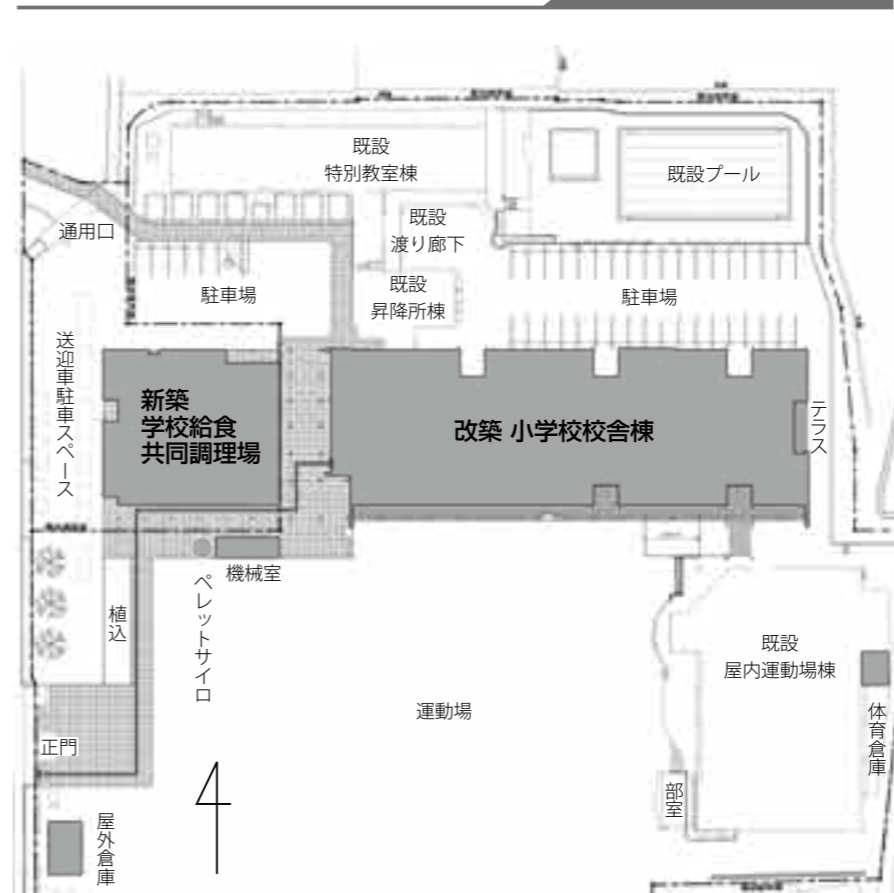 既設
特別教室棟
既設プール
通用口
既設
渡り廊下
駐車場
既設
昇降所棟
駐車場
送迎車駐車スペース
新築
学校給食
共同調理場
改築 小学校校舎棟
テラス
機械室
ペレットサイロ
植込
既設
屋内運動場棟
運動場
体育倉庫
正門
部室
屋外倉庫